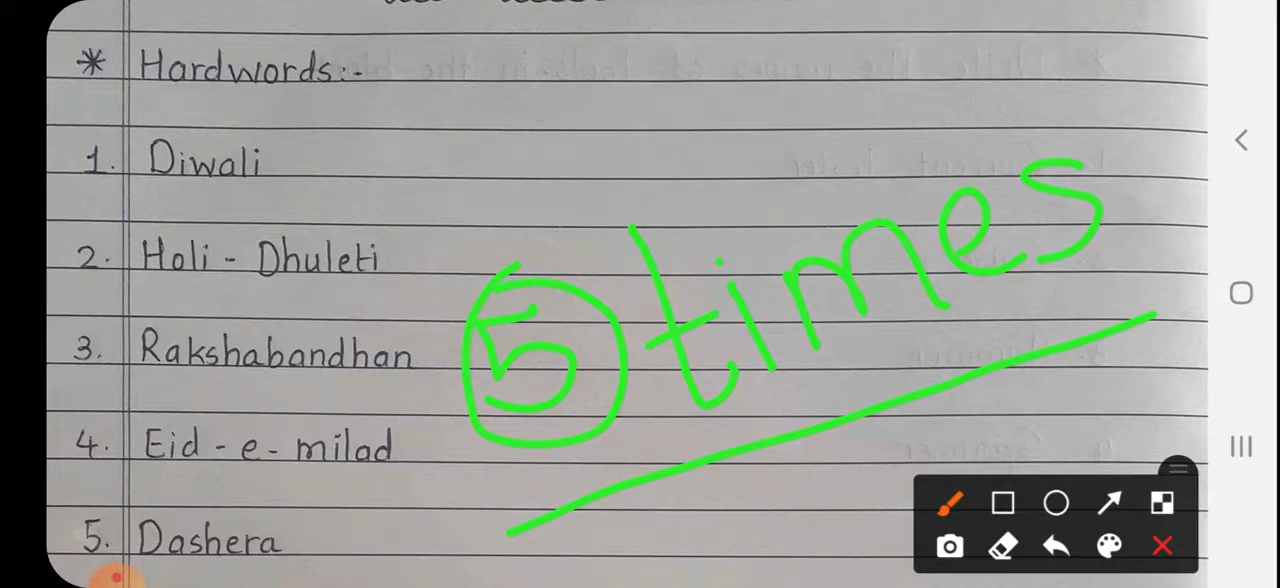 * Hardwords:-
1. Diwali
2. Holi - Dhuleti
5 times
3. Rakshabandhan
4. Eid - e - milad
5. Dashera